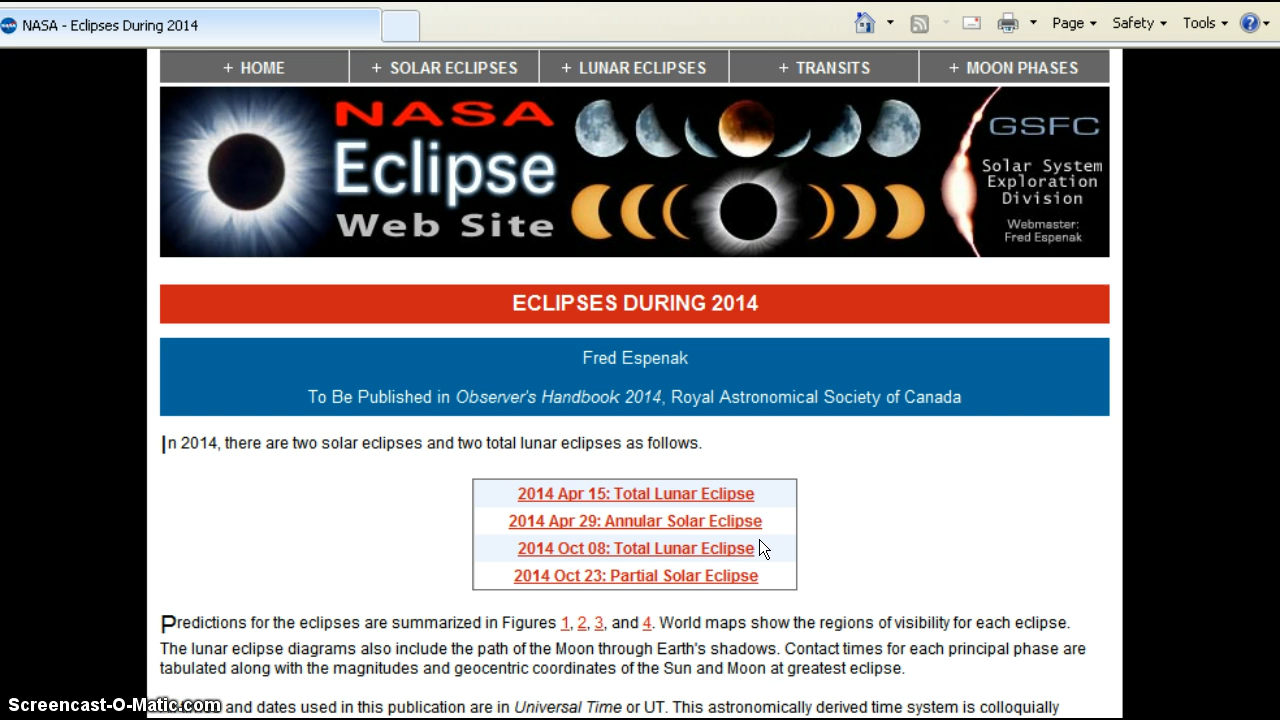 NASA - Eclipses During 2014
Page Safety Tools
+ HOME + SOLAR ECLIPSES + LUNAR ECLIPSES + TRANSITS + MOON PHASES
NASA
Eclipse
Web Site
GSFC
Solar System
Exploration
Division
Webmaster:
Fred Espenak
ECLIPSES DURING 2014
Fred Espenak
To Be Published in Observer's Handbook 2014, Royal Astronomical Society of Canada
In 2014, there are two solar eclipses and two total lunar eclipses as follows.
2014 Apr 15: Total Lunar Eclipse
2014 Apr 29: Annular Solar Eclipse
2014 Oct 08: Total Lunar Eclipse
2014 Oct 23: Partial Solar Eclipse
Predictions for the eclipses are summarized in Figures 1, 2, 3, and 4. World maps show the regions of visibility for each eclipse.
The lunar eclipse diagrams also include the path of the Moon through Earth's shadows. Contact times for each principal phase are
tabulated along with the magnitudes and geocentric coordinates of the Sun and Moon at greatest eclipse.
and dates used in this publication are in Universal Time or UT. This astronomically derived time system is colloquially
Screencast-O-Matic.com